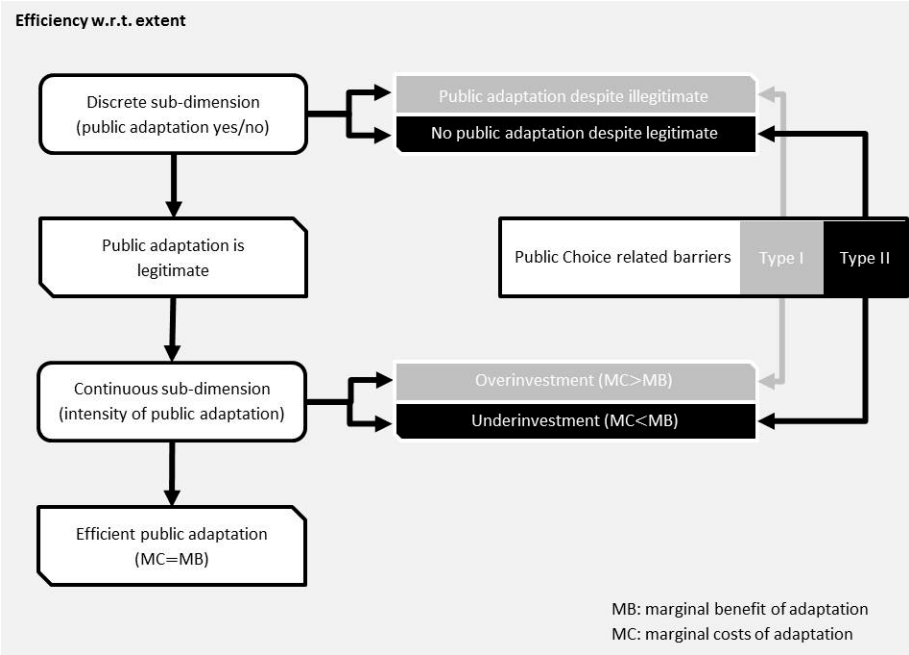 Efficiency w.r.t. extent
Discrete sub-dimension
(public adaptation yes/no)
Public adaptation despite illegitimate
No public adaptation despite legitimate
Public adaptation is
legitimate
Public Choice related barriers
Type I
Type II
Continuous sub-dimension
(intensity of public adaptation)
Overinvestment (MC>MB)
Underinvestment (MC<MB)
Efficient public adaptation
(MC=MB)
MB: marginal benefit of adaptation
MC: marginal costs of adaptation